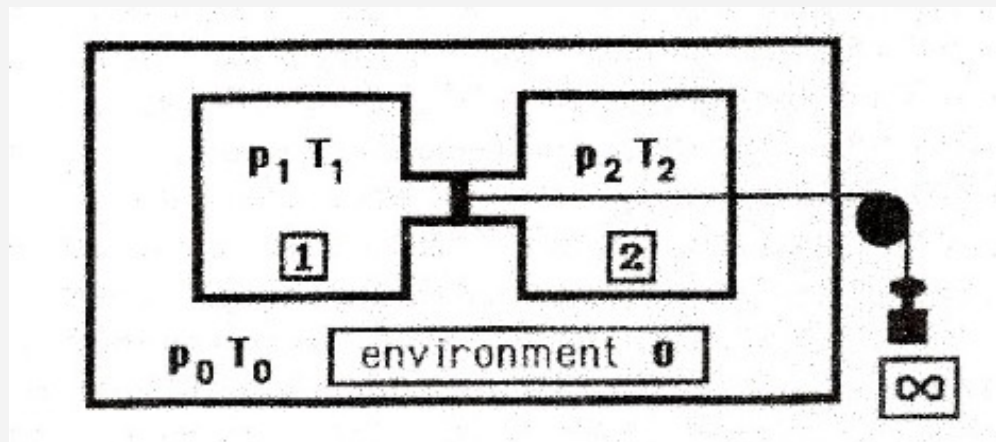 p₁ T₁
p₂ T₂
1
2
p₀ T₀
environment 0
∞